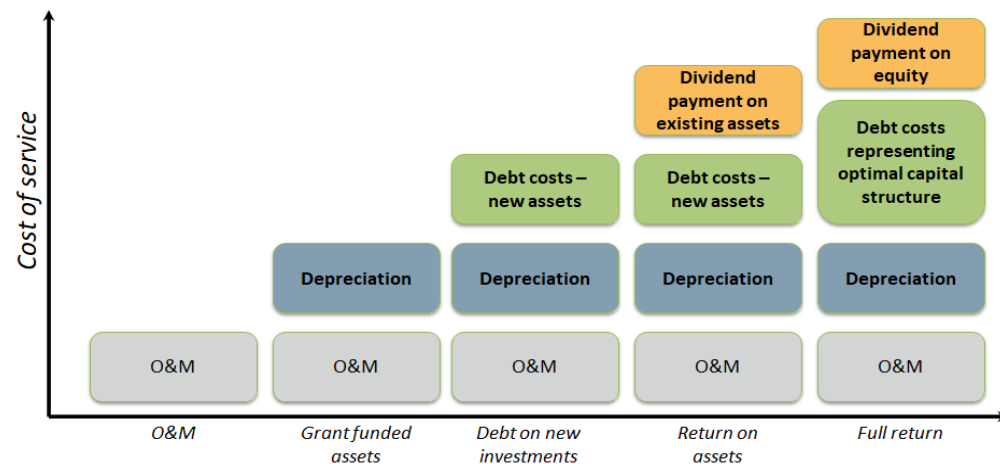 Cost of service
Dividend
payment on
equity
Dividend
payment on
existing assets
Debt costs
representing
optimal capital
structure
Debt costs –
new assets
Debt costs –
new assets
Depreciation
Depreciation
Depreciation
Depreciation
O&M
O&M
O&M
O&M
O&M
O&M
Grant funded
assets
Debt on new
investments
Return on
assets
Full return